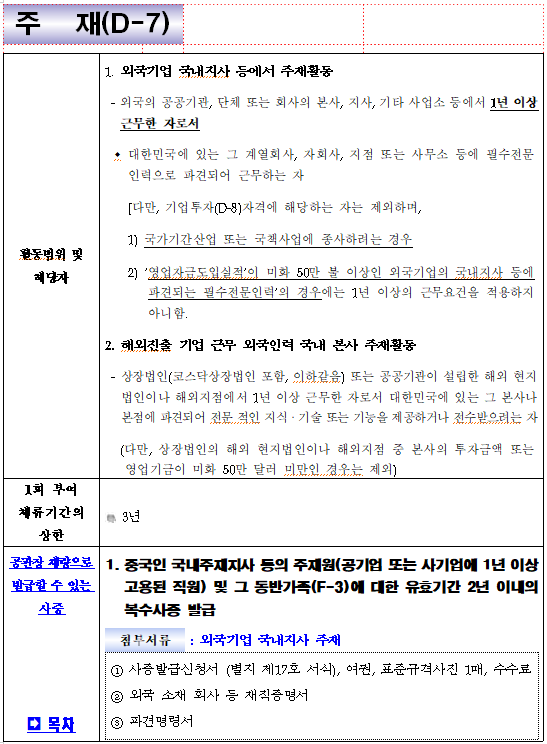 주 재(D-7)
활동범위 및
해당자
1. 외국기업 국내지사 등에서 주재활동
- 외국의 공공기관, 단체 또는 회사의 본사, 지사, 기타 사업소 등에서 1년 이상
근무한 자로서
◆ 대한민국에 있는 그 계열회사, 자회사, 지점 또는 사무소 등에 필수전문
인력으로 파견되어 근무하는 자
[다만, 기업투자(D-8)자격에 해당하는 자는 제외하며,
1) 국가기간산업 또는 국책사업에 종사하려는 경우
2) '영업자금도입실적'이 미화 50만 불 이상인 외국기업의 국내지사 등에
파견되는 필수전문인력'의 경우에는 1년 이상의 근무요건을 적용하지
아니함.
2. 해외진출 기업 근무 외국인력 국내 본사 주재활동
- 상장법인(코스닥상장법인 포함, 이하같음) 또는 공공기관이 설립한 해외 현지
법인이나 해외지점에서 1년 이상 근무한 자로서 대한민국에 있는 그 본사나
본점에 파견되어 전문 적인 지식·기술 또는 기능을 제공하거나 전수받으려는 자
(다만, 상장법인의 해외 현지법인이나 해외지점 중 본사의 투자금액 또는
영업기금이 미화 50만 달러 미만인 경우는 제외)
1회 부여
체류기간의
상한
3년
공관장 재량으로
발급할 수 있는
사증
➡ 목차
1. 중국인 국내주재지사 등의 주재원(공기업 또는 사기업에 1년 이상
고용된 직원) 및 그 동반가족(F-3)에 대한 유효기간 2년 이내의
복수사증 발급
첨부서류 : 외국기업 국내지사 주재
① 사증발급신청서 (별지 제17호 서식), 여권, 표준규격사진 1매, 수수료
② 외국 소재 회사 등 재직증명서
③ 파견명령서